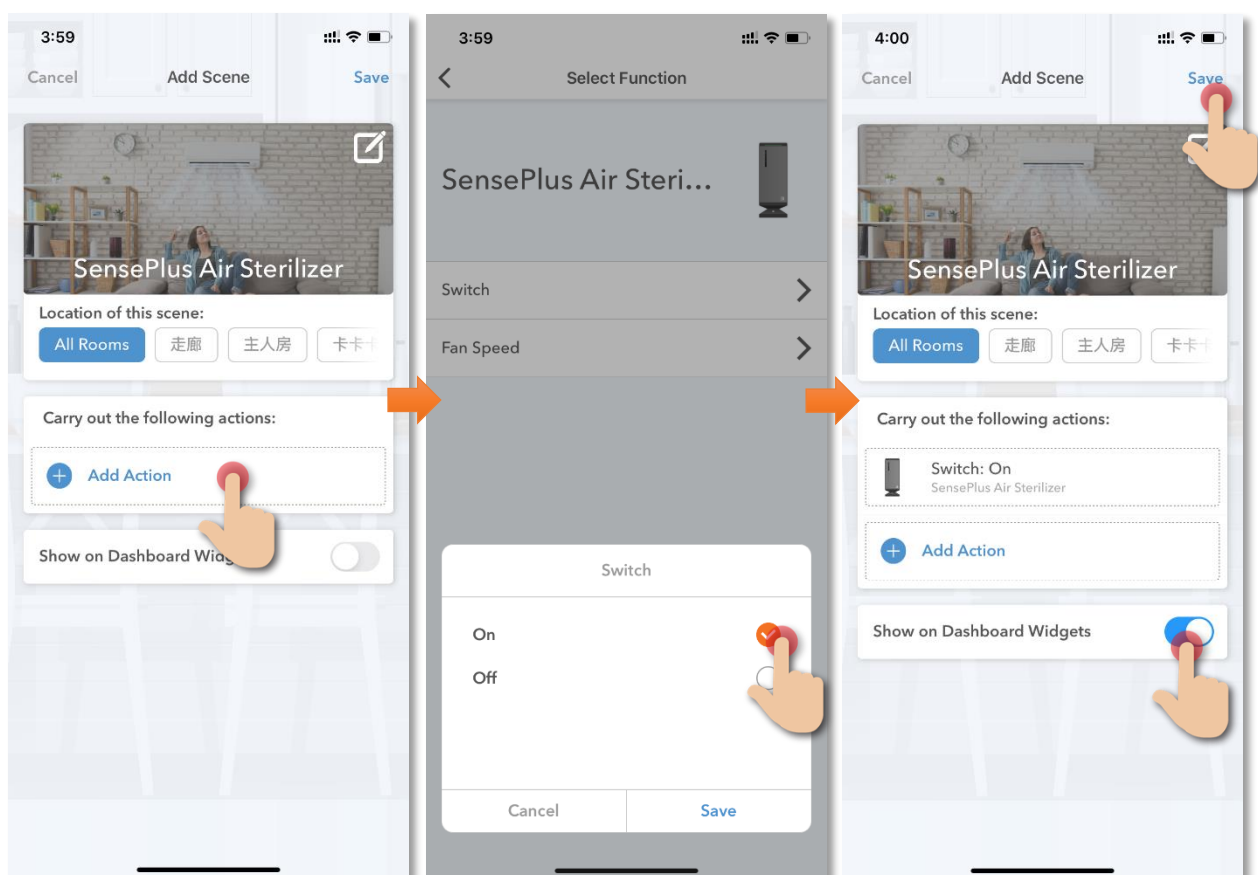 3:59
Cancel
Add Scene
Save
SensePlus Air Sterilizer
Location of this scene:
All Rooms
走廊
主人房
Carry out the following actions:
Add Action
Show on Dashboard
3:59
Select Function
SensePlus Air Steri...
Switch
Fan Speed
Switch
On
Off
Cancel
Save
4:00
Cancel
Add Scene
Save
SensePlus Air Sterilizer
Location of this scene:
All Rooms
走廊
主人房
Carry out the following actions:
Switch: On
SensePlus Air Sterilizer
Add Action
Show on Dashboard Widgets